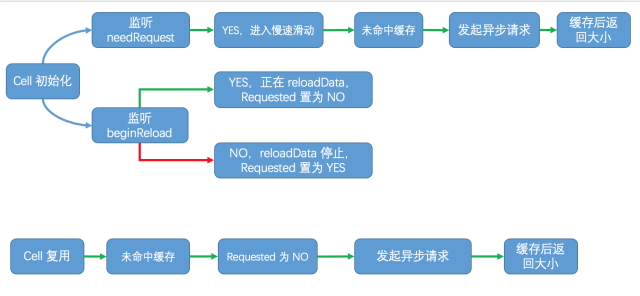 监听
needRequest
YES，进入慢速滑动
未命中缓存
发起异步请求
缓存后返
回大小
Cell 初始化
YES，正在 reloadData，
Requested 置为 NO
监听
beginReload
NO，reloadData 停止，
Requested 置为 YES
Cell 复用
未命中缓存
Requested 为 NO
发起异步请求
缓存后返
回大小